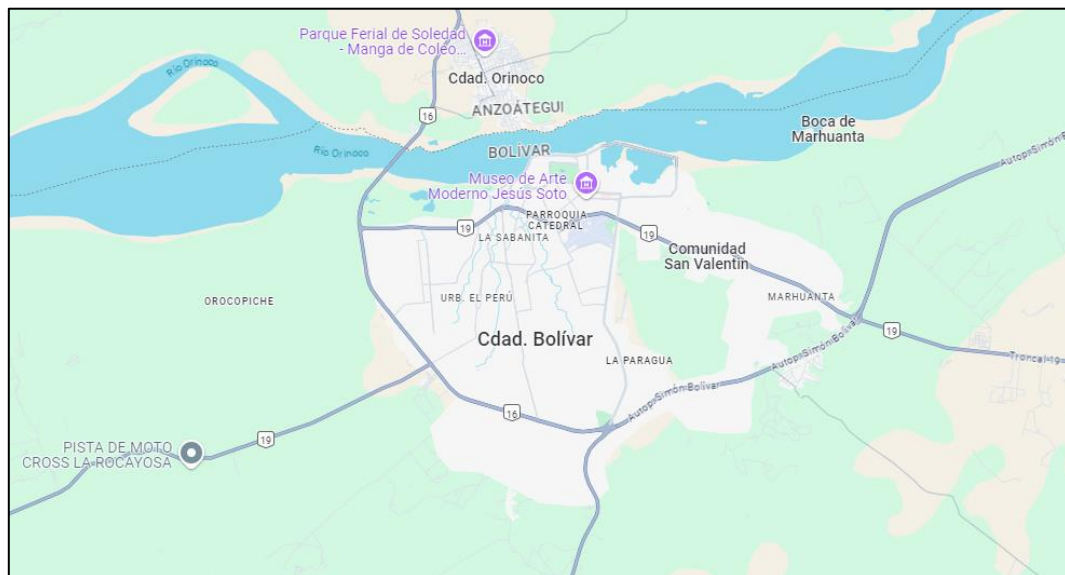 Parque Ferial de Soledad
- Manga de Coleo...
Cdad. Orinoco
Río Orinoco
ANZOÁTEGUI
16
Boca de
Marhuanta
Río Orinoco
BOLÍVAR
Autop. Simón Bolí
Museo de Arte
Moderno Jesús Soto
PARROQUIA
CATEDRAL
19
LA SABANITA
19
Comunidad
San Valentín
URB. EL PERÚ
MARHUANTA
OROCOPICHE
19
Cdad. Bolívar
LA PARAGUA
Autop. Simón Bolívar
Troncal 19
Autop. Simón Bolívar
16
19
PISTA DE MOTO
CROSS LA ROCAYOSA